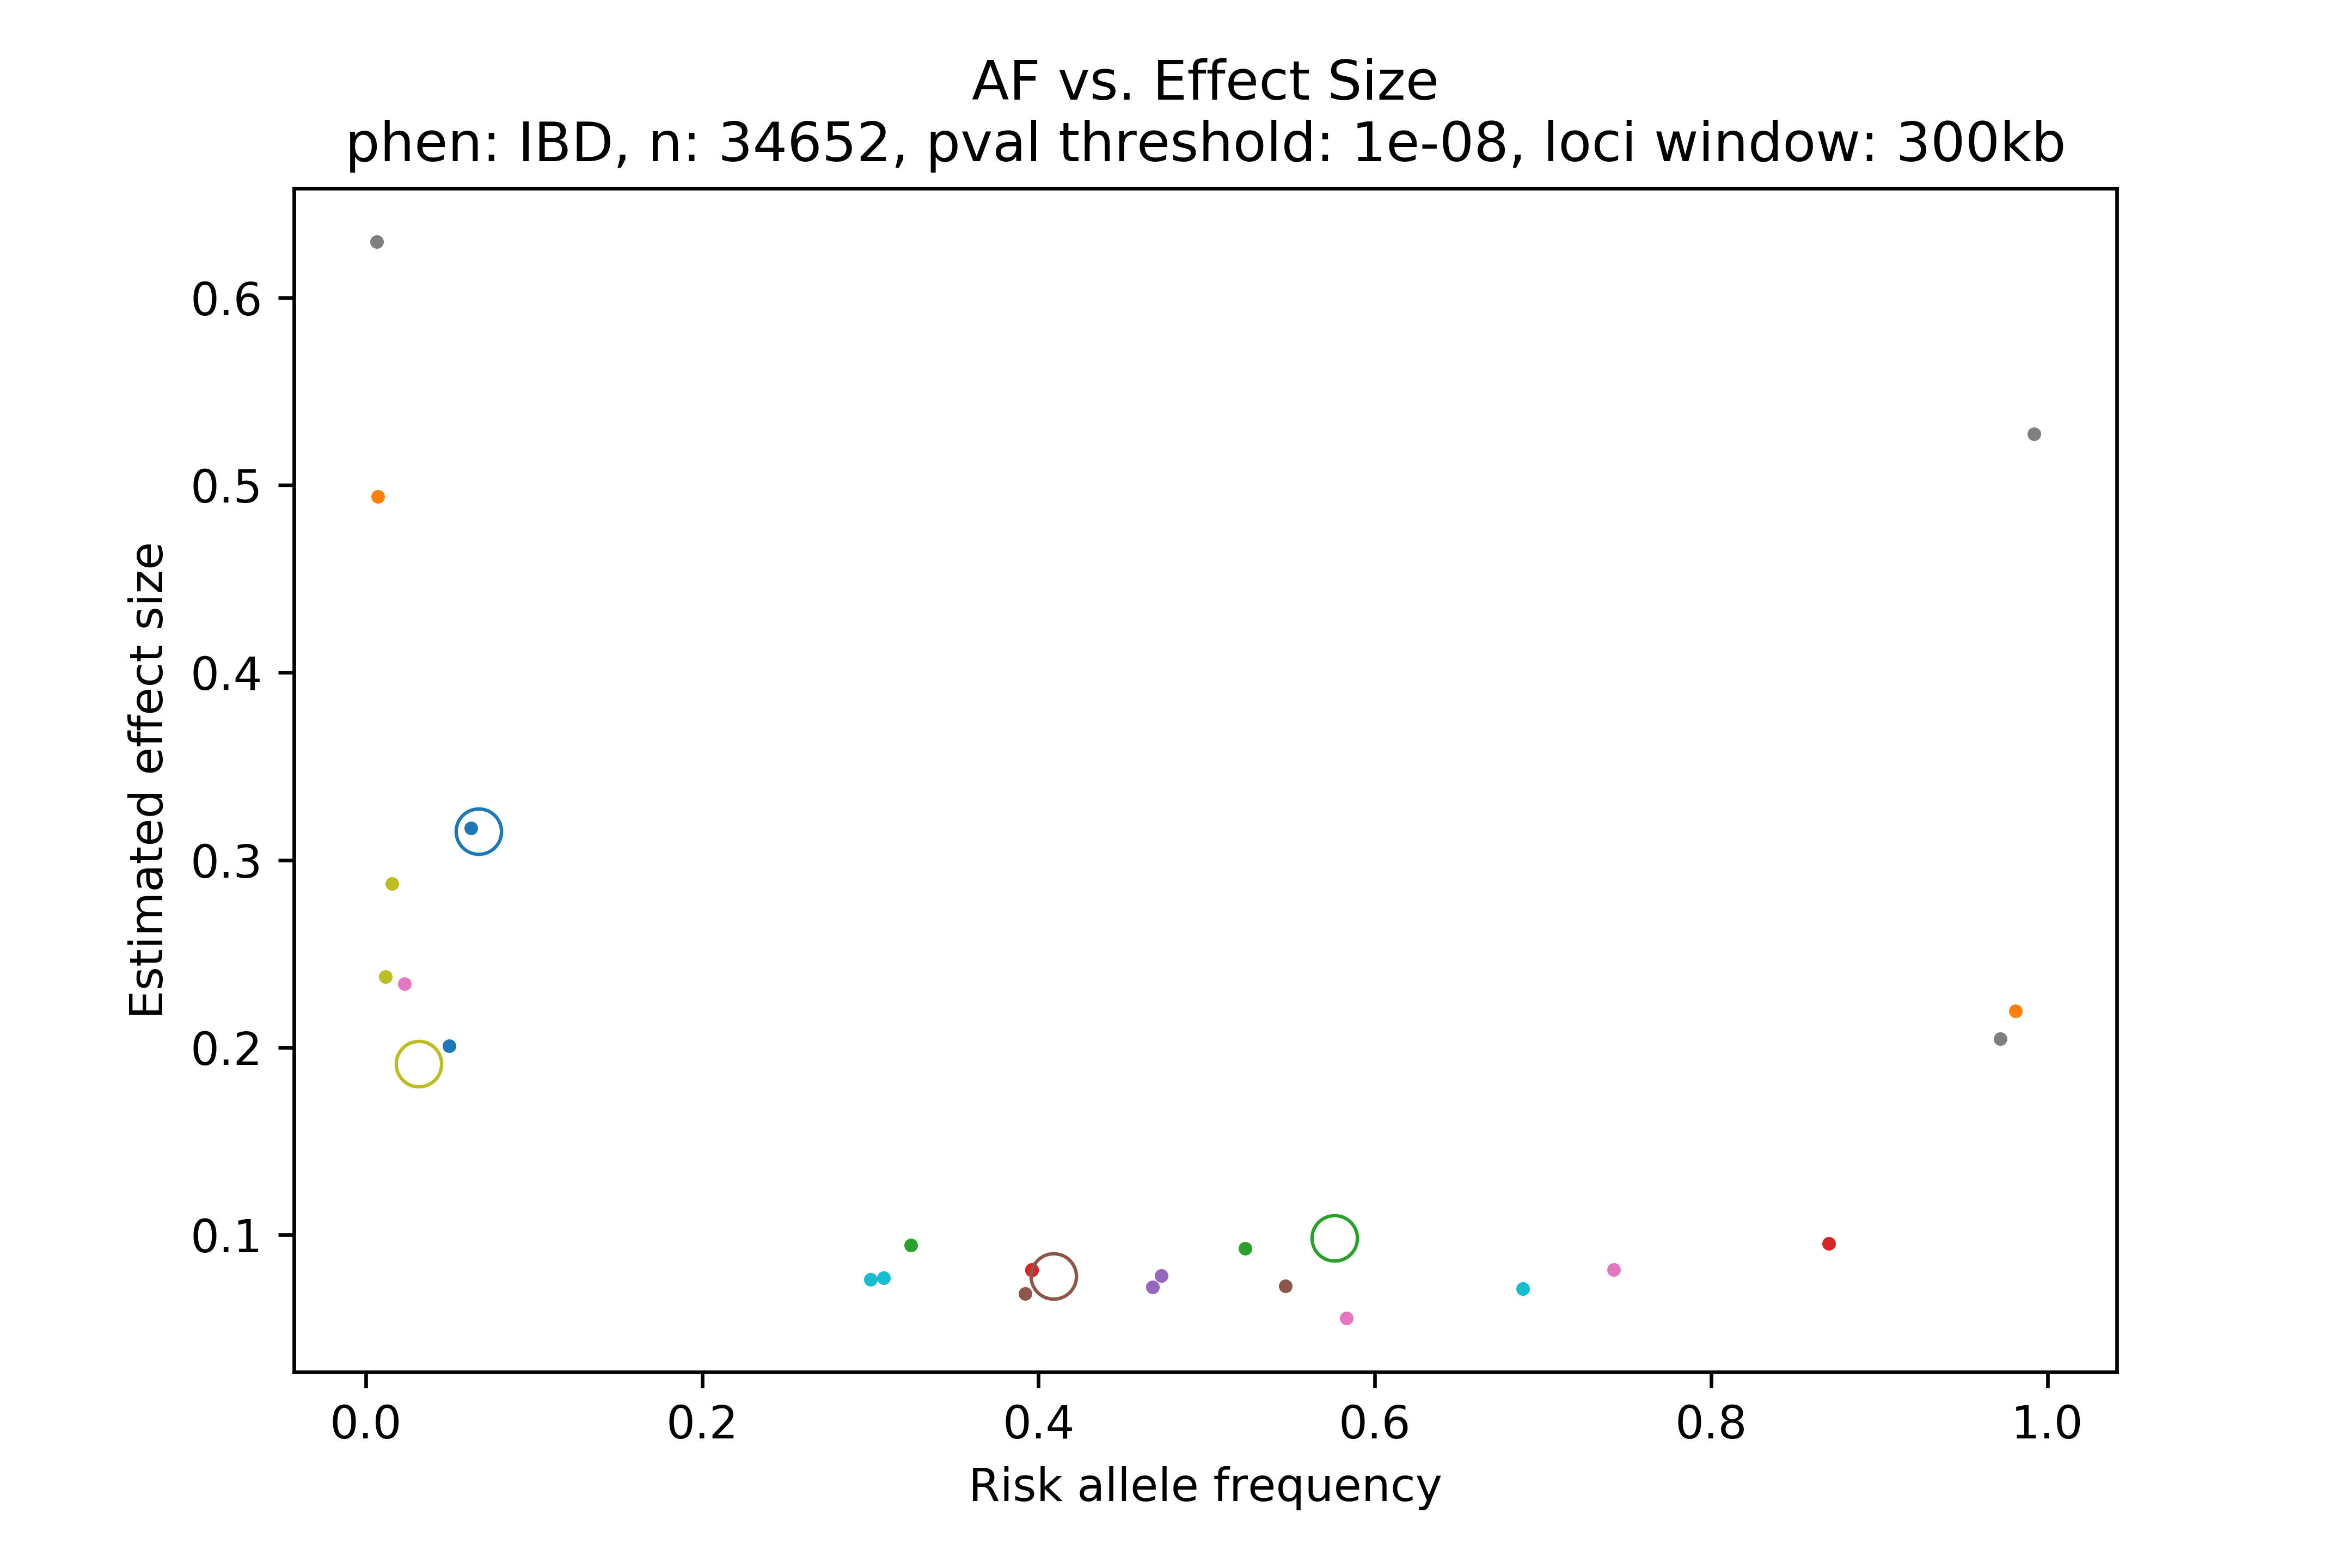 AF vs. Effect Size
phen: IBD, n: 34652, pval threshold: 1e-08, loci window: 300kb
Estimated effect size
0.6
0.5
0.4
0.3
0.2
0.1
0.0 0.2 0.4 0.6 0.8 1.0
Risk allele frequency